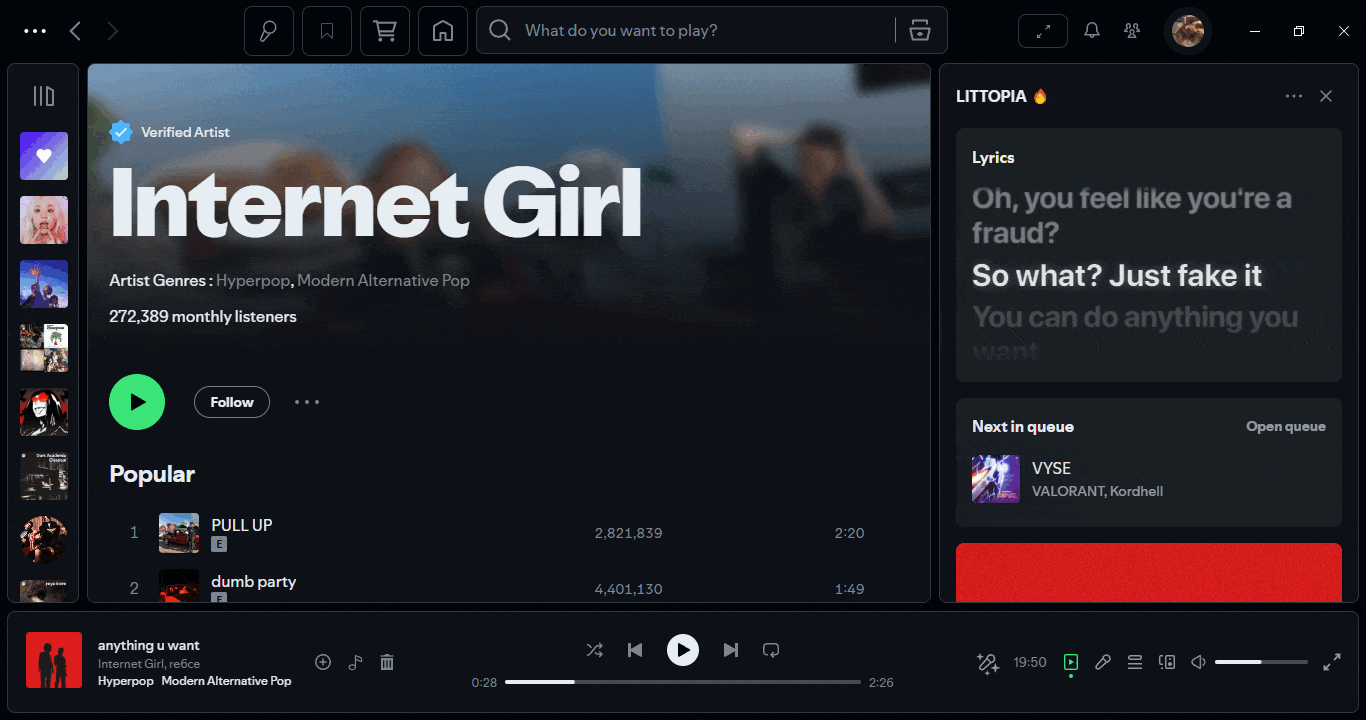 What do you want to play?
Verified Artist
Internet Girl
Artist Genres : Hyperpop, Modern Alternative Pop
272,389 monthly listeners
Follow
Popular
1 PULL UP 2,821,839 2:20
E
2 dumb party 4,401,130 1:49
E
LITTOPIA 🔥
Lyrics
Oh, you feel like you're a
fraud?
So what? Just fake it
You can do anything you
want
Next in queue
Open queue
VYSE
VALORANT, Kordhell
Dark Academia
Classical
anything u want
Internet Girl, re6ce
Hyperpop Modern Alternative Pop
0:28
2:26
19:50